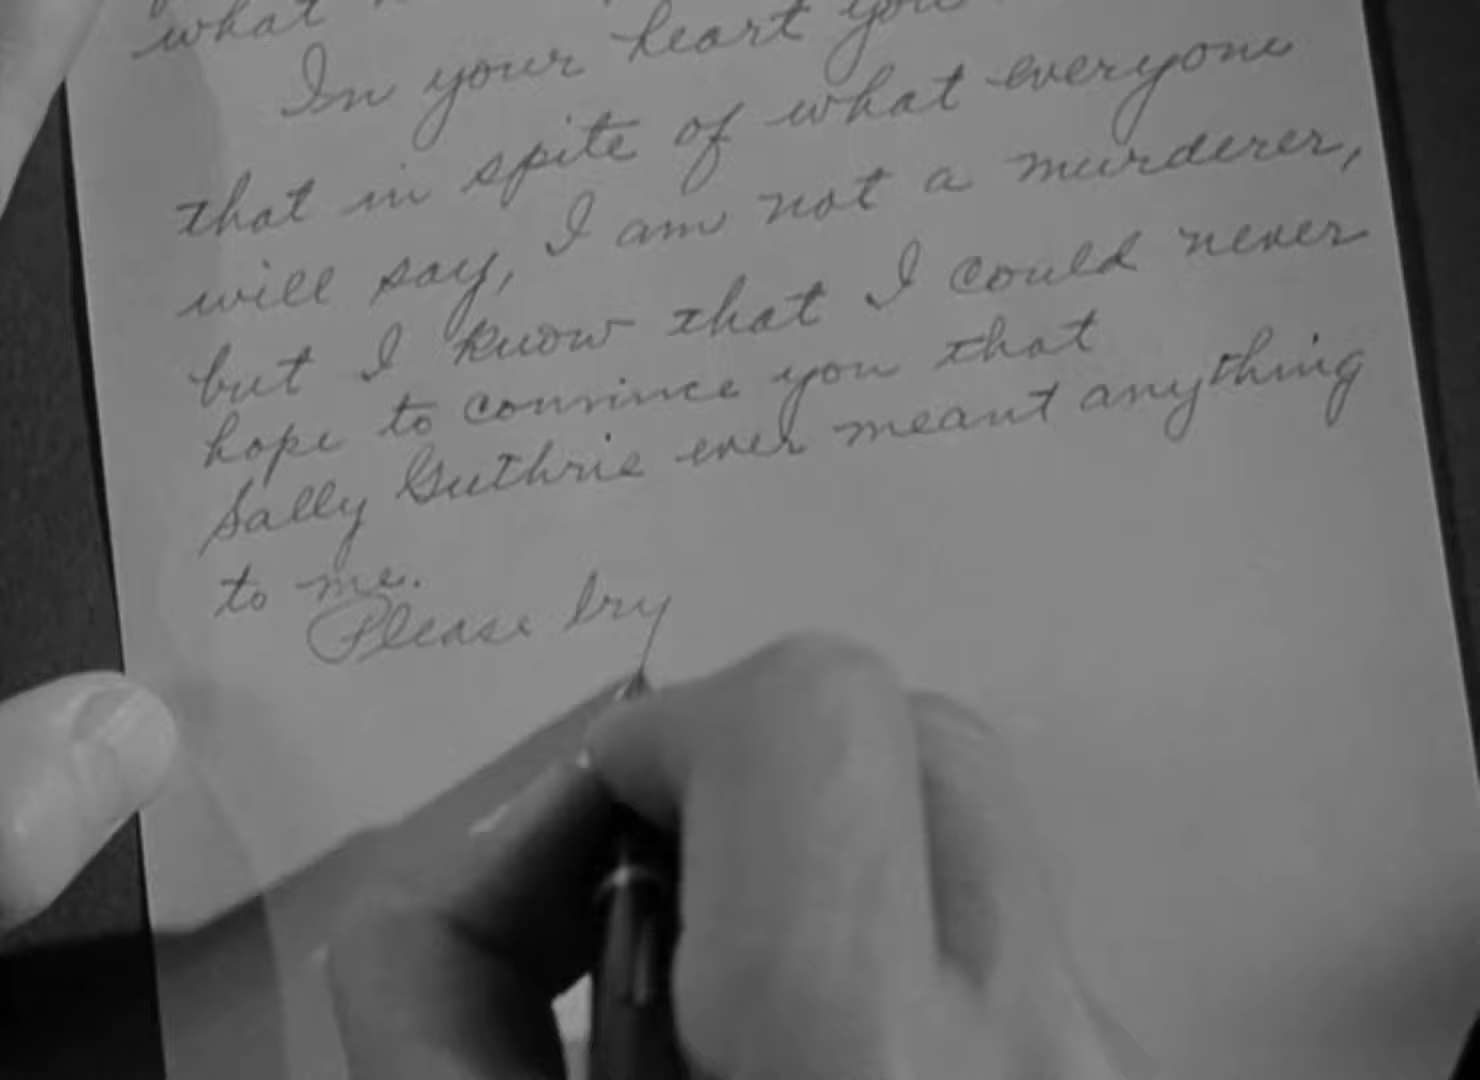 what
In your heart you
that in spite of what everyone
will say, I am not a murderer,
but I know that I could never
hope to convince you that
Sally Guthrie ever meant anything
to me.
Please try